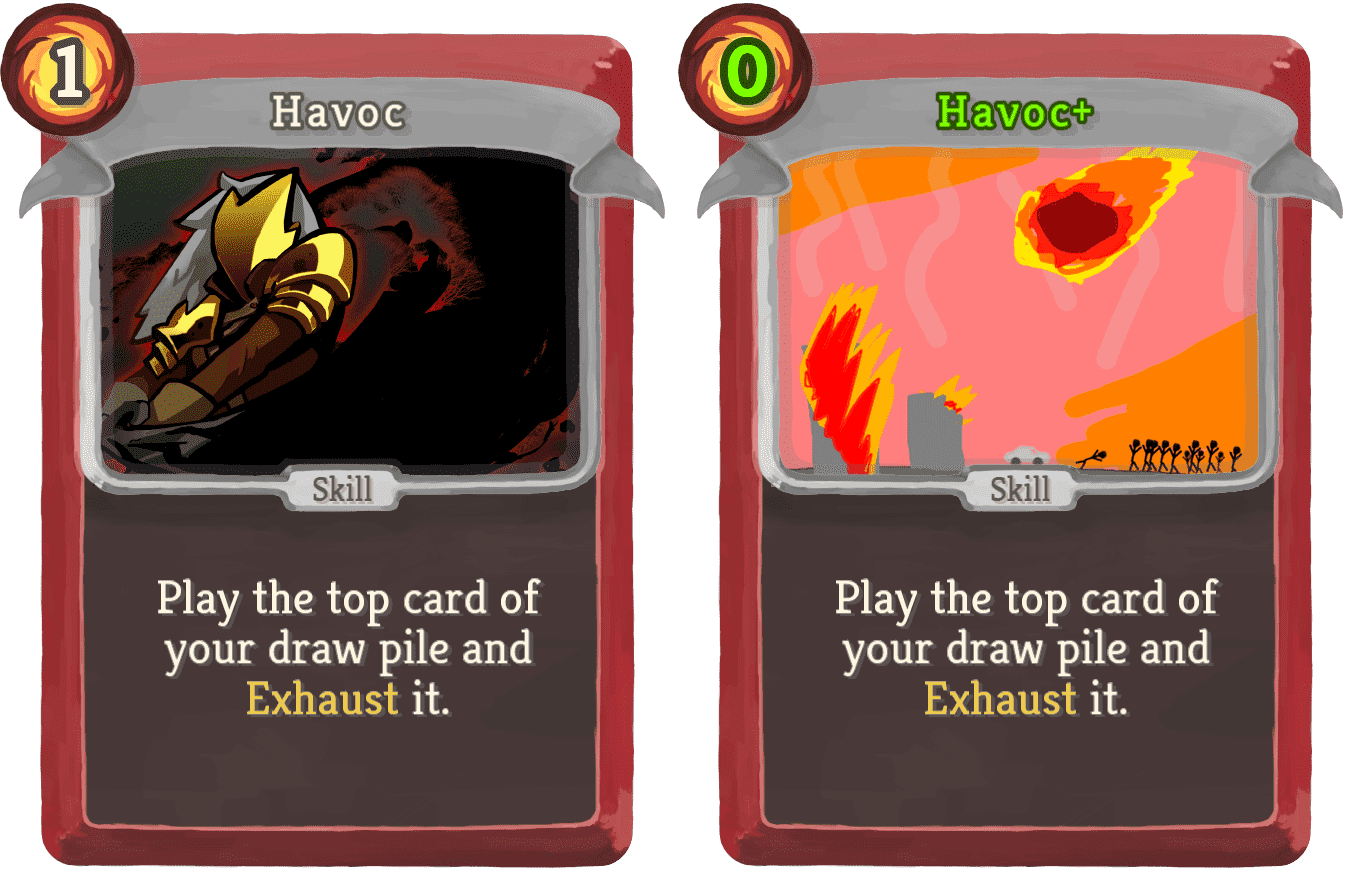 1
Havoc
Skill
Play the top card of
your draw pile and
Exhaust it.
0
Havoc+
Skill
Play the top card of
your draw pile and
Exhaust it.